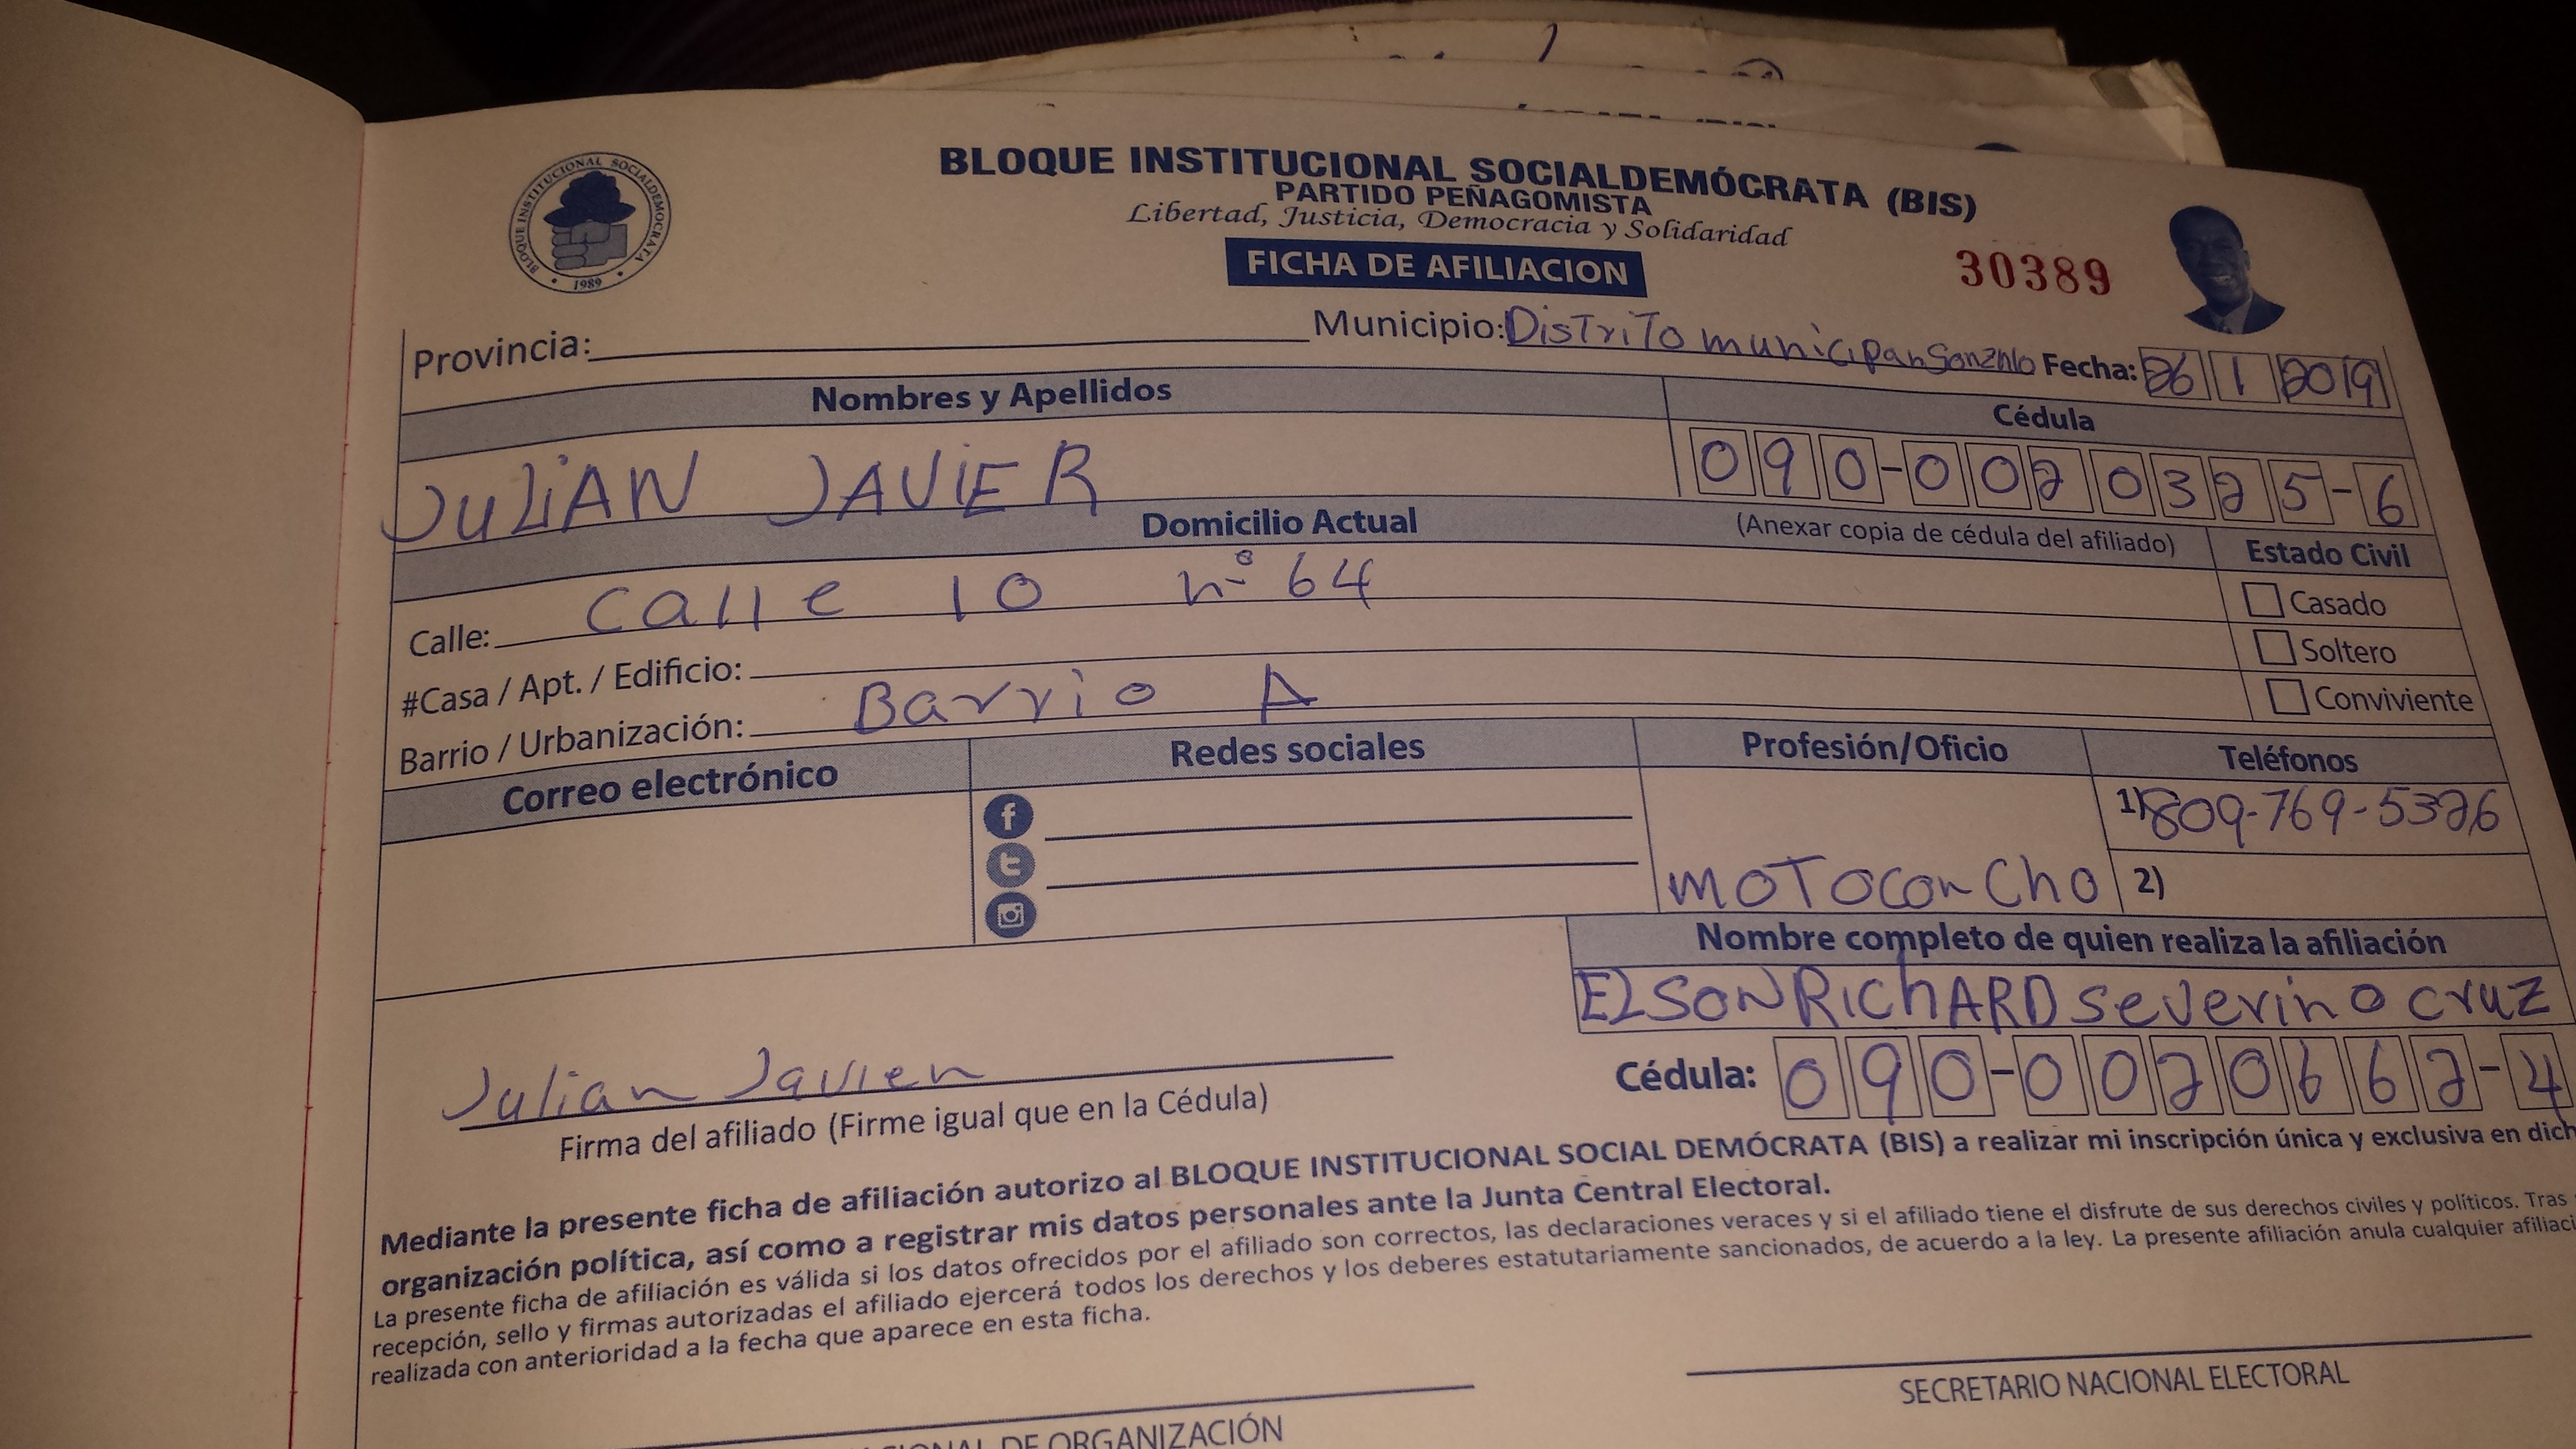 BLOQUE INSTITUCIONAL SOCIALDEMOCRATA
1989
BLOQUE INSTITUCIONAL SOCIALDEMÓCRATA (BIS)
PARTIDO PEÑAGOMISTA
Libertad, Justicia, Democracia y Solidaridad
FICHA DE AFILIACION
30389
Provincia: Municipio: Distrito municipan gonzalo Fecha: 26 1 2019
Nombres y Apellidos Cédula
JULIAN JAVIER 090-0020325-6
Domicilio Actual (Anexar copia de cédula del afiliado) Estado Civil
Calle: calle 10 nº 64 Casado
#Casa / Apt. / Edificio: Soltero
Barrio / Urbanización: Barrio A Conviviente
Correo electrónico Redes sociales Profesión/Oficio Teléfonos
1) 809-769-5326
motoconcho 2)
Nombre completo de quien realiza la afiliación
ELSON RICHARD severino cruz
Julian Javier Cédula: 090-0020662-4
Firma del afiliado (Firme igual que en la Cédula)
Mediante la presente ficha de afiliación autorizo al BLOQUE INSTITUCIONAL SOCIAL DEMÓCRATA (BIS) a realizar mi inscripción única y exclusiva en dich
organización política, así como a registrar mis datos personales ante la Junta Central Electoral.
La presente ficha de afiliación es válida si los datos ofrecidos por el afiliado son correctos, las declaraciones veraces y si el afiliado tiene el disfrute de sus derechos civiles y políticos. Tras
recepción, sello y firmas autorizadas el afiliado ejercerá todos los derechos y los deberes estatutariamente sancionados, de acuerdo a la ley. La presente afiliación anula cualquier afiliaci
realizada con anterioridad a la fecha que aparece en esta ficha.
SECRETARIO NACIONAL ELECTORAL
CIONAL DE ORGANIZACIÓN